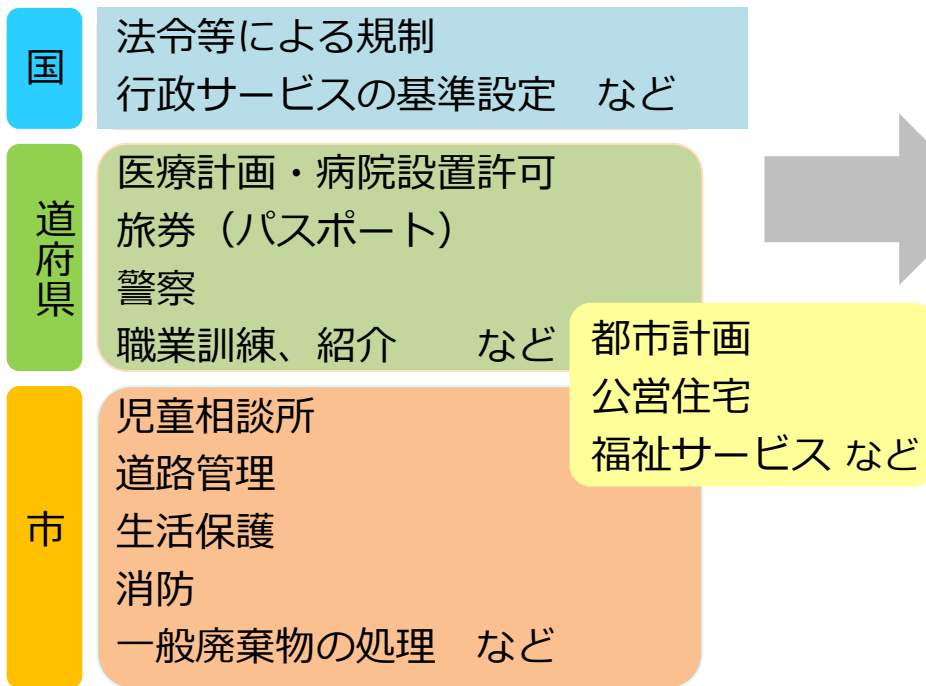 国
法令等による規制
行政サービスの基準設定　など
道府県
医療計画・病院設置許可
旅券（パスポート）
警察
職業訓練、紹介　　など
都市計画
公営住宅
福祉サービス など
市
児童相談所
道路管理
生活保護
消防
一般廃棄物の処理　など